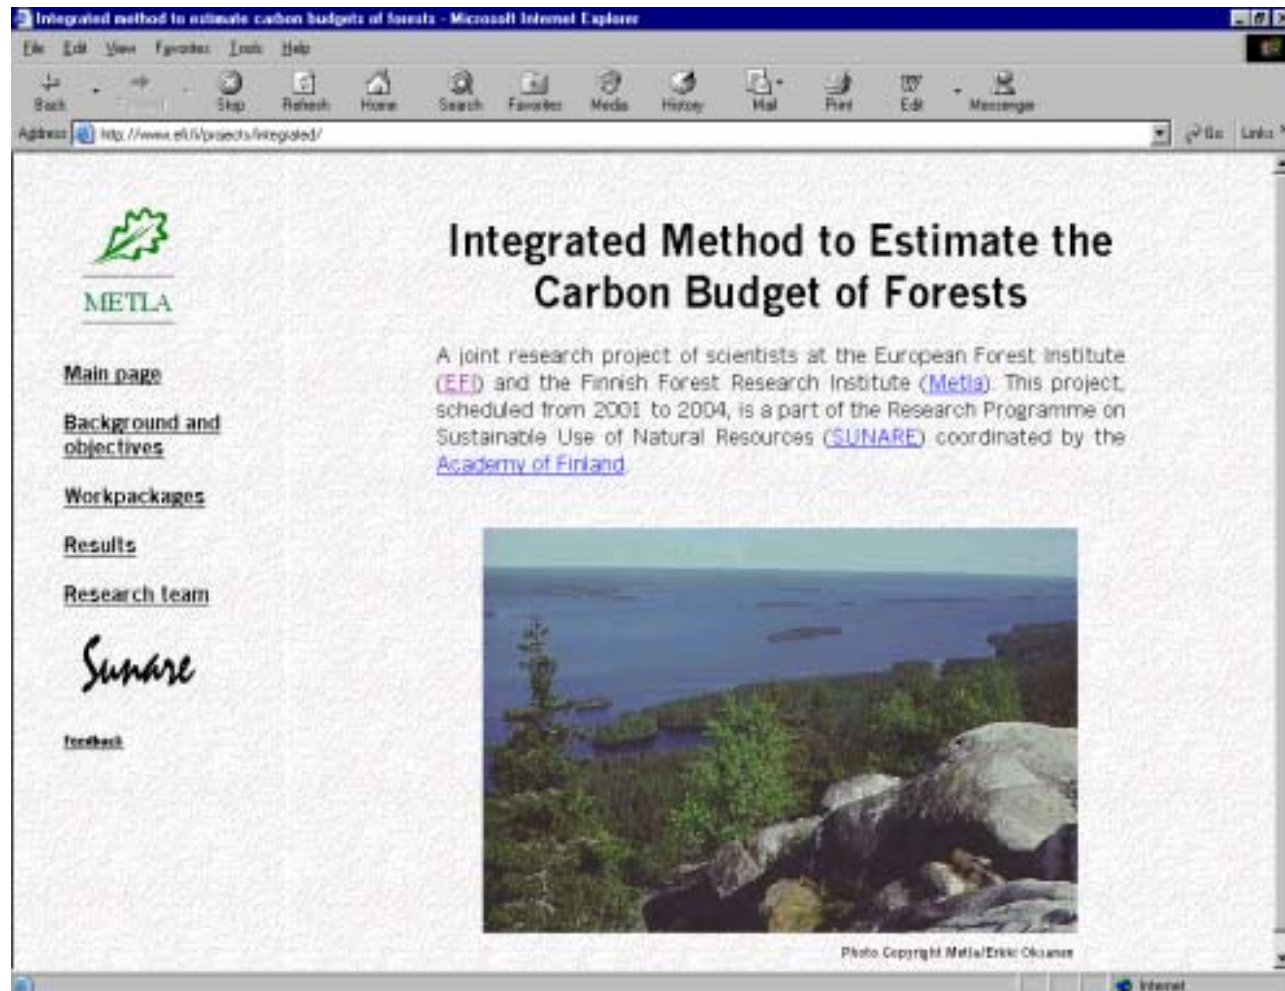 Integrated method to estimate carbon budgets of forests - Microsoft Internet Explorer
File Edit View Favorites Tools Help
Back Forward Stop Refresh Home Search Favorites Media History Mail Print Edit Messenger
Address http://www.efi.fi/projects/integrated/ Go Links
METLA
Main page
Background and
objectives
Workpackages
Results
Research team
Sunare
Feedback
Integrated Method to Estimate the
Carbon Budget of Forests
A joint research project of scientists at the European Forest Institute
(EFI) and the Finnish Forest Research Institute (Metla). This project,
scheduled from 2001 to 2004, is a part of the Research Programme on
Sustainable Use of Natural Resources (SUNARE) coordinated by the
Academy of Finland.
Photo Copyright Metla/Erkki Oksanen
Internet